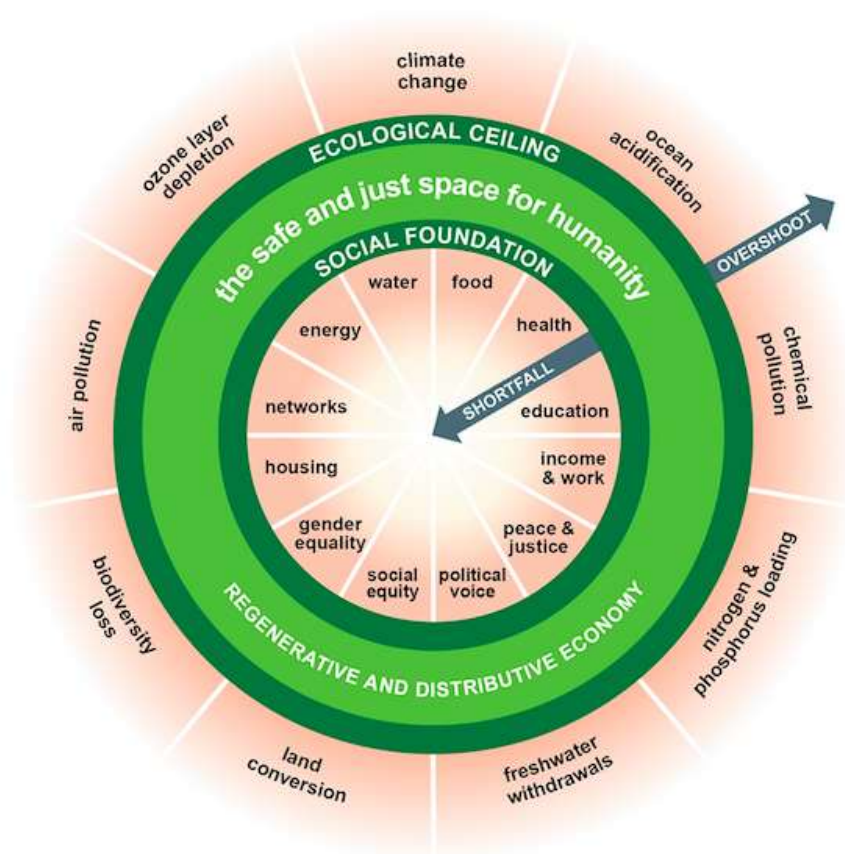 climate
change
ocean
acidification
chemical
pollution
nitrogen &
phosphorus loading
freshwater
withdrawals
land
conversion
biodiversity
loss
air pollution
ozone layer
depletion
ECOLOGICAL CEILING
the safe and just space for humanity
SOCIAL FOUNDATION
OVERSHOOT
SHORTFALL
water
food
health
education
income
& work
peace &
justice
political
voice
social
equity
gender
equality
housing
networks
energy
REGENERATIVE AND DISTRIBUTIVE ECONOMY